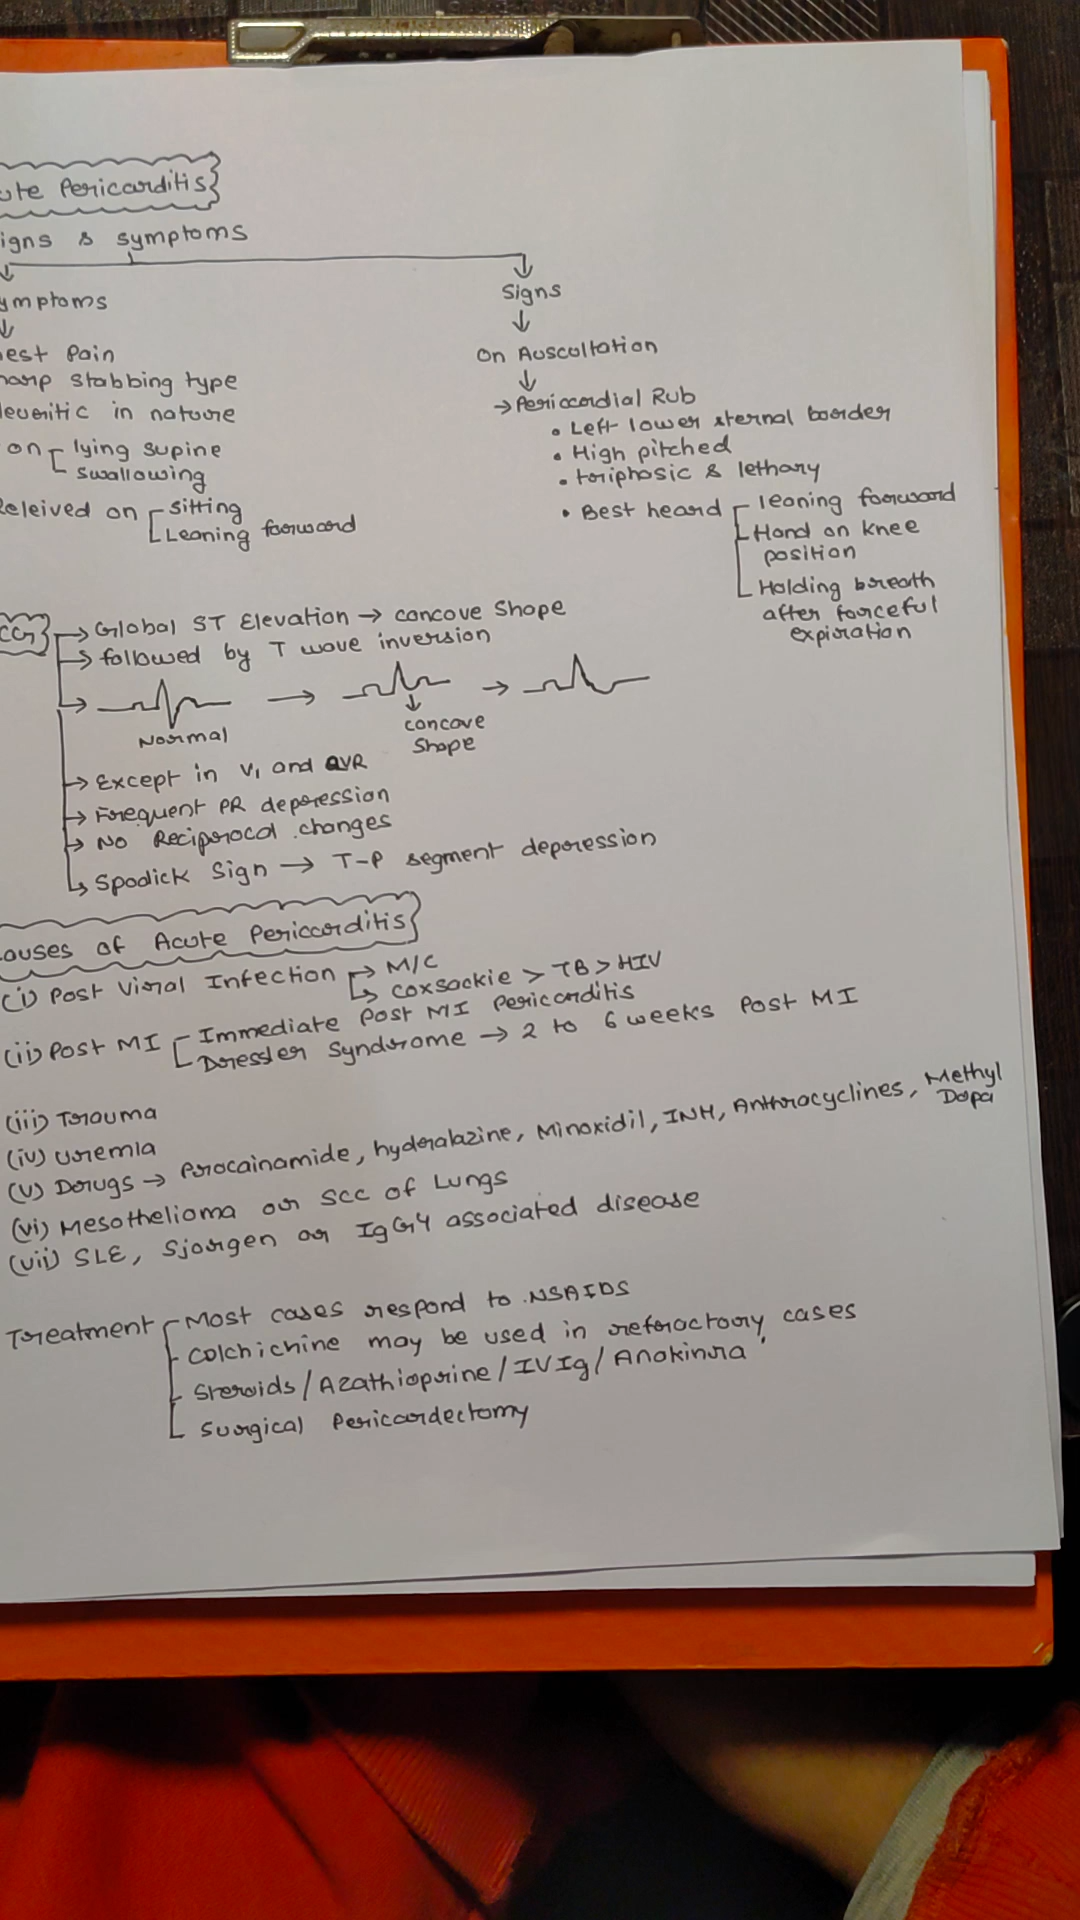 ute Pericarditis
igns & symptoms
ymptoms
Signs
est Pain
On Auscultation
harp stabbing type
→ Pericardial Rub
leuritic in nature
• Left lower sternal boarder
on lying supine
• High pitched
swallowing
• triphasic & lethary
Releived on sitting
• Best heard leaning forward
Leaning forward
Hand on knee
position
Holding breath
after forceful
expiration
CG → Global ST Elevation → concave Shape
→ followed by T wave inversion
Normal
concave
Shape
→ Except in V1 and aVR
→ Frequent PR depression
→ No Reciprocal changes
→ Spodick Sign → T-P segment depression
auses of Acute Pericarditis
(i) Post Viral Infection → M/C
→ coxsackie > TB > HIV
(ii) Post MI Immediate Post MI Pericarditis
Dressler Syndrome → 2 to 6 weeks Post MI
(iii) Trauma
(iv) Uremia
(v) Drugs → Procainamide, hyderalazine, Minoxidil, INH, Anthracyclines, Methyl
Dopa
(vi) Mesothelioma or SCC of Lungs
(vii) SLE, Sjorgen or IgG4 associated disease
Treatment Most cases respond to NSAIDS
Colchichine may be used in refractory cases
Steroids / Azathioprine / IVIg / Anakinra
Surgical Pericardectomy